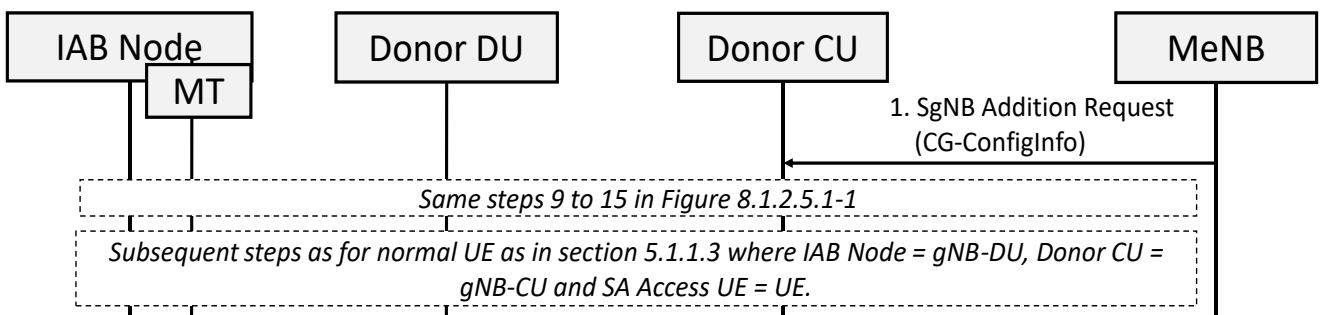 IAB Node
MT
Donor DU
Donor CU
MeNB
1. SgNB Addition Request
(CG-ConfigInfo)
Same steps 9 to 15 in Figure 8.1.2.5.1-1
Subsequent steps as for normal UE as in section 5.1.1.3 where IAB Node = gNB-DU, Donor CU =
gNB-CU and SA Access UE = UE.